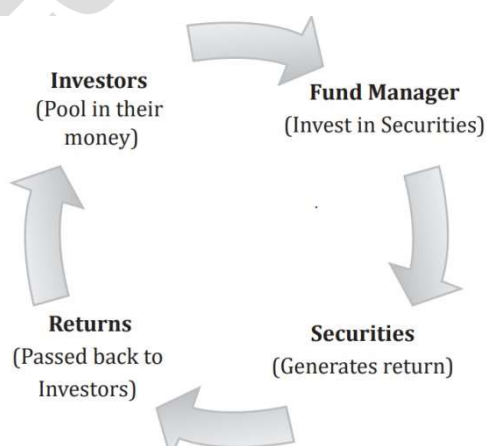 Investors
(Pool in their
money)
Fund Manager
(Invest in Securities)
Securities
(Generates return)
Returns
(Passed back to
Investors)